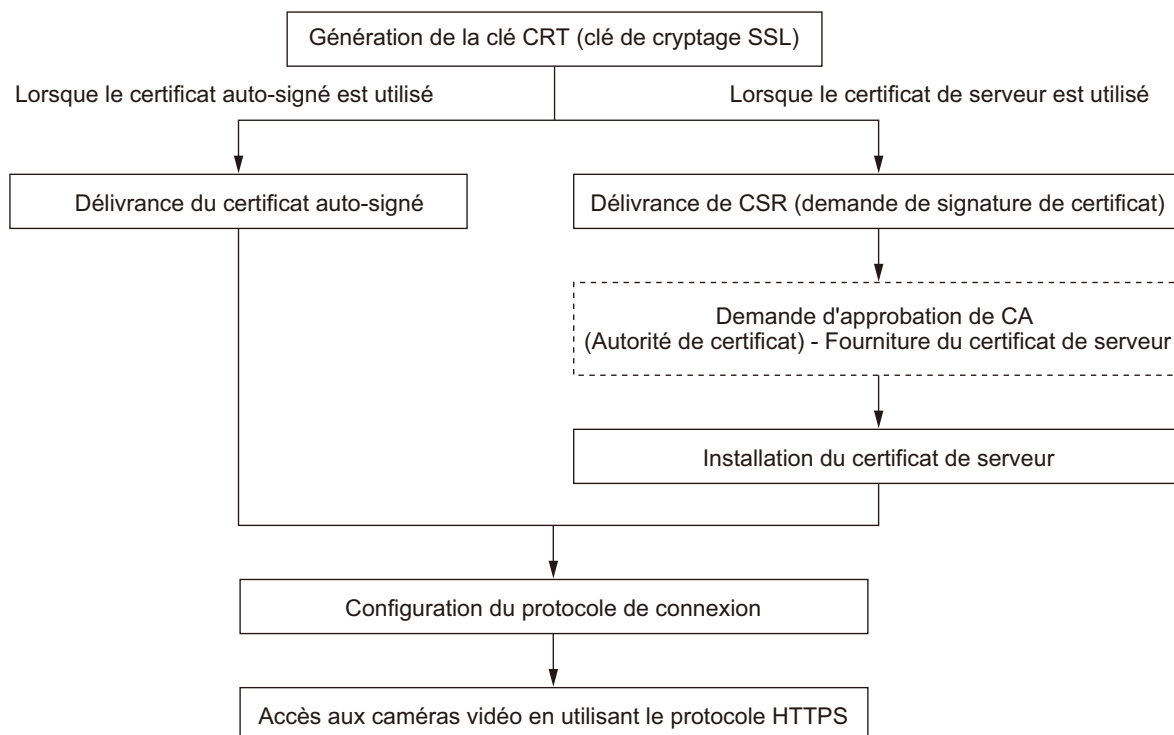 Génération de la clé CRT (clé de cryptage SSL)
Lorsque le certificat auto-signé est utilisé
Lorsque le certificat de serveur est utilisé
Délivrance du certificat auto-signé
Délivrance de CSR (demande de signature de certificat)
Demande d'approbation de CA
(Autorité de certificat) - Fourniture du certificat de serveur
Installation du certificat de serveur
Configuration du protocole de connexion
Accès aux caméras vidéo en utilisant le protocole HTTPS